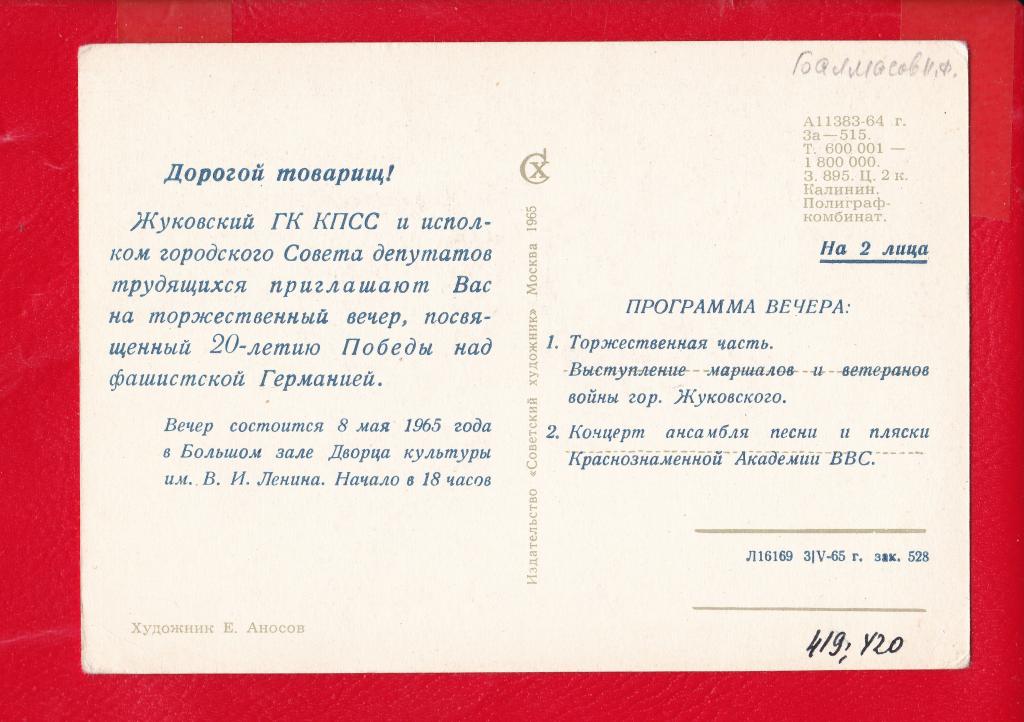 Балмасов Н.Ф.
А11383-64 г.
За—515.
Т. 600 001 —
1 800 000.
З. 895. Ц. 2 к.
Калинин.
Полиграф-
комбинат.
На 2 лица
Дорогой товарищ!
Жуковский ГК КПСС и испол-
ком городского Совета депутатов
трудящихся приглашают Вас
на торжественный вечер, посвя-
щенный 20-летию Победы над
фашистской Германией.
Вечер состоится 8 мая 1965 года
в Большом зале Дворца культуры
им. В. И. Ленина. Начало в 18 часов
Художник Е. Аносов
СХ
Издательство «Советский художник» Москва 1965
ПРОГРАММА ВЕЧЕРА:
1. Торжественная часть.
Выступление маршалов и ветеранов
войны гор. Жуковского.
2. Концерт ансамбля песни и пляски
Краснознаменной Академии ВВС.
Л16169 3|V-65 г. зак. 528
419; 420